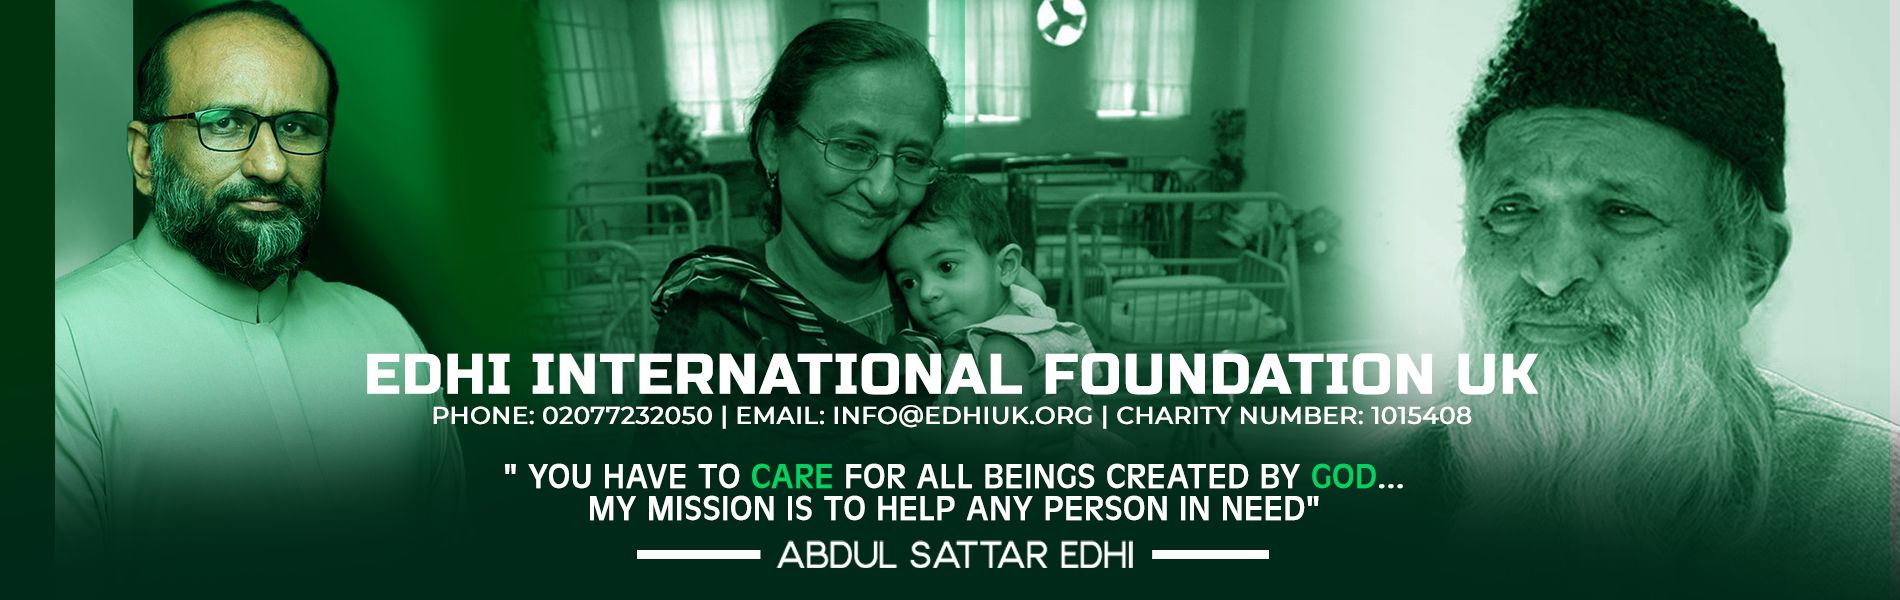 EDHI INTERNATIONAL FOUNDATION UK
PHONE: 02077232050 | EMAIL: INFO@EDHIUK.ORG | CHARITY NUMBER: 1015408
" YOU HAVE TO CARE FOR ALL BEINGS CREATED BY GOD...
MY MISSION IS TO HELP ANY PERSON IN NEED"
ABDUL SATTAR EDHI